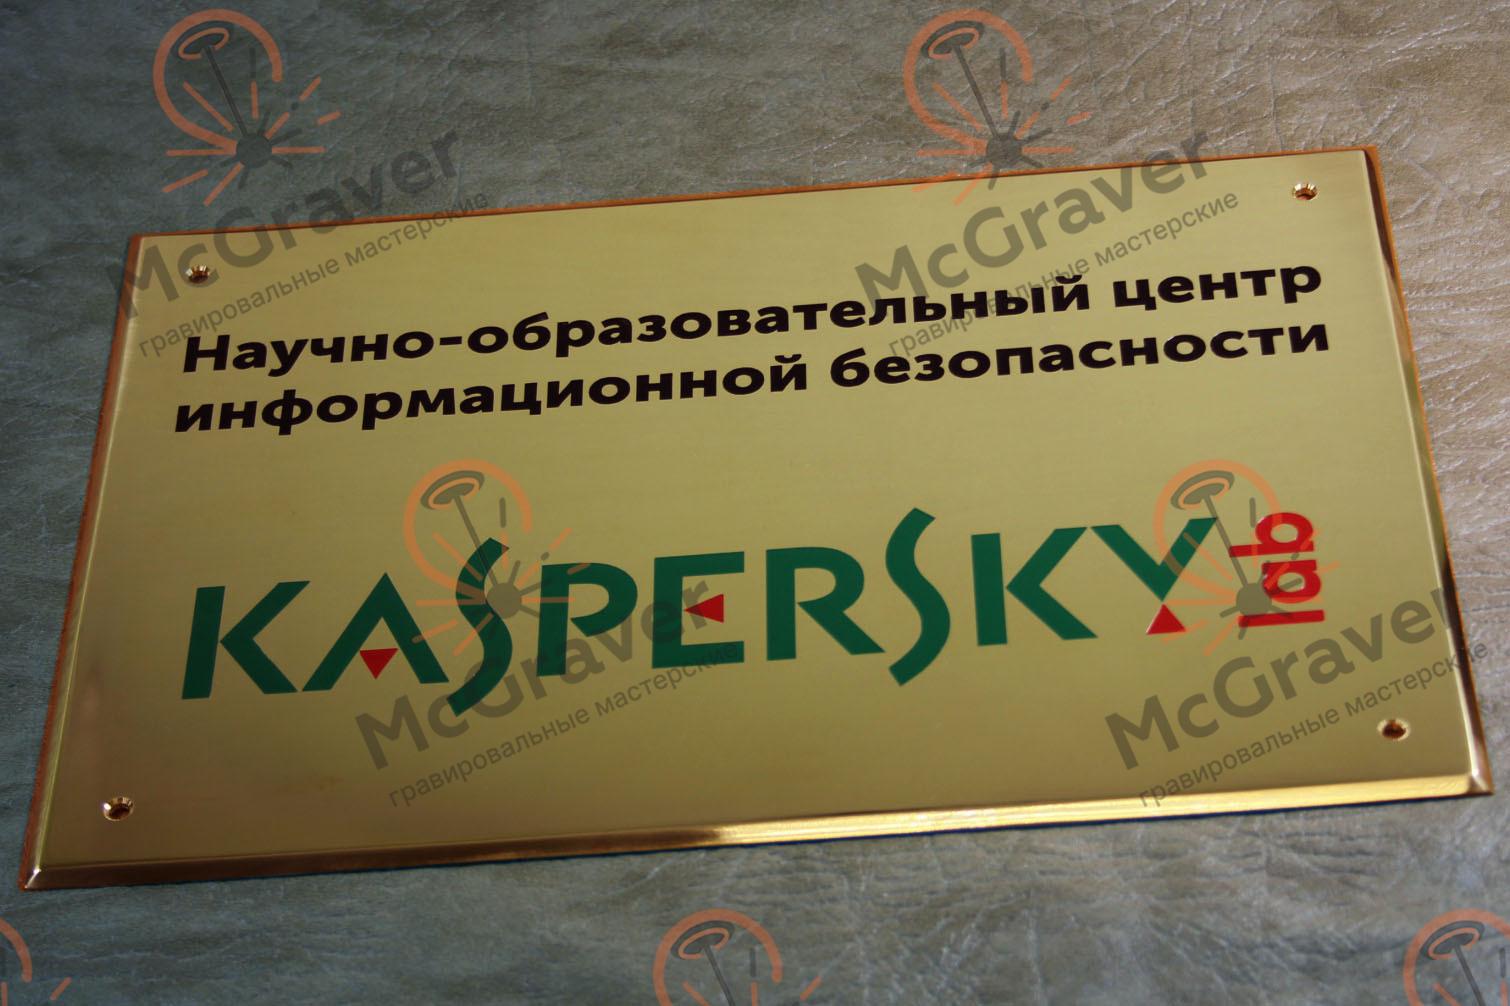 McGraver
гравировальные мастерские
McGraver
гравировальные мастерские
Научно-образовательный центр
информационной безопасности
KASPERSKY lab
McGraver
гравировальные мастерские
McGraver
гравировальные мастерские